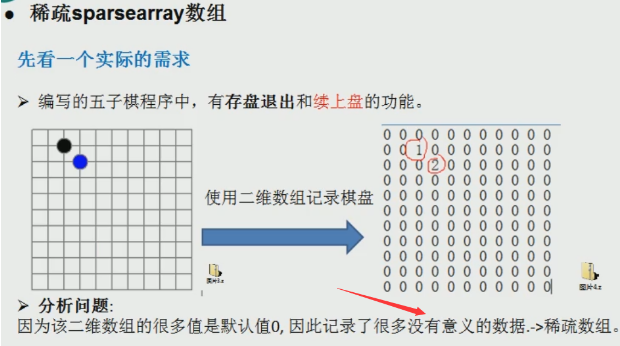 ● 稀疏sparsearray数组
先看一个实际的需求
➢ 编写的五子棋程序中，有存盘退出和续上盘的功能。
使用二维数组记录棋盘
0 0 0 0 0 0 0 0 0 0 0
0 0 1 0 0 0 0 0 0 0 0
0 0 0 2 0 0 0 0 0 0 0
0 0 0 0 0 0 0 0 0 0 0
0 0 0 0 0 0 0 0 0 0 0
0 0 0 0 0 0 0 0 0 0 0
0 0 0 0 0 0 0 0 0 0 0
0 0 0 0 0 0 0 0 0 0 0
0 0 0 0 0 0 0 0 0 0 0
0 0 0 0 0 0 0 0 0 0 0
0 0 0 0 0 0 0 0 0 0 0
➢ 分析问题:
因为该二维数组的很多值是默认值0, 因此记录了很多没有意义的数据.->稀疏数组。